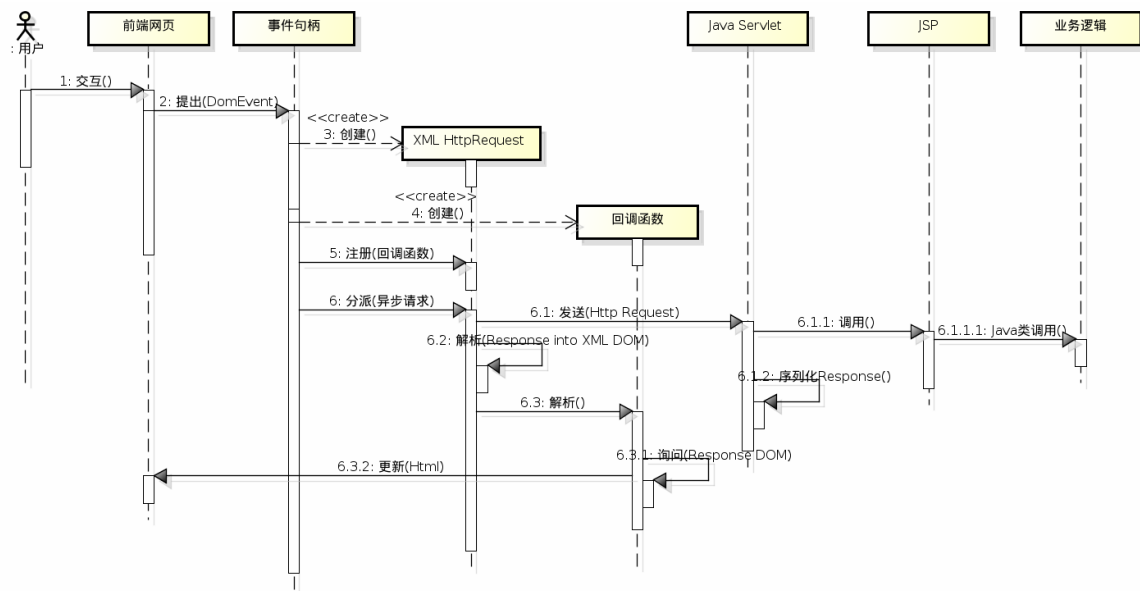 前端网页
事件句柄
Java Servlet
JSP
业务逻辑
: 用户
1: 交互()
2: 提出(DomEvent)
<<create>>
3: 创建()
XML HttpRequest
<<create>>
4: 创建()
回调函数
5: 注册(回调函数)
6: 分派(异步请求)
6.1: 发送(Http Request)
6.1.1: 调用()
6.1.1.1: Java类调用()
6.2: 解析(Response into XML DOM)
6.1.2: 序列化Response()
6.3: 解析()
6.3.1: 询问(Response DOM)
6.3.2: 更新(Html)